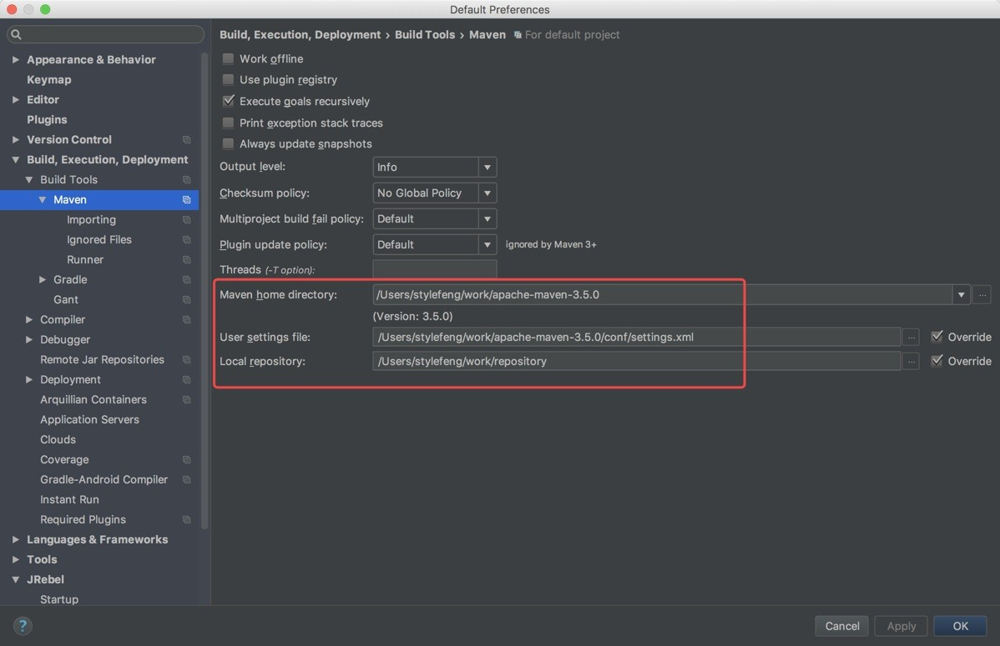 Default Preferences
Appearance & Behavior
Keymap
Editor
Plugins
Version Control
Build, Execution, Deployment
Build Tools
Maven
Importing
Ignored Files
Runner
Gradle
Gant
Compiler
Debugger
Remote Jar Repositories
Deployment
Arquillian Containers
Application Servers
Clouds
Coverage
Gradle-Android Compiler
Instant Run
Required Plugins
Languages & Frameworks
Tools
JRebel
Startup
Build, Execution, Deployment › Build Tools › Maven For default project
Work offline
Use plugin registry
Execute goals recursively
Print exception stack traces
Always update snapshots
Output level: Info
Checksum policy: No Global Policy
Multiproject build fail policy: Default
Plugin update policy: Default ignored by Maven 3+
Threads (-T option):
Maven home directory: /Users/stylefeng/work/apache-maven-3.5.0 ...
(Version: 3.5.0)
User settings file: /Users/stylefeng/work/apache-maven-3.5.0/conf/settings.xml ... Override
Local repository: /Users/stylefeng/work/repository ... Override
? Cancel Apply OK